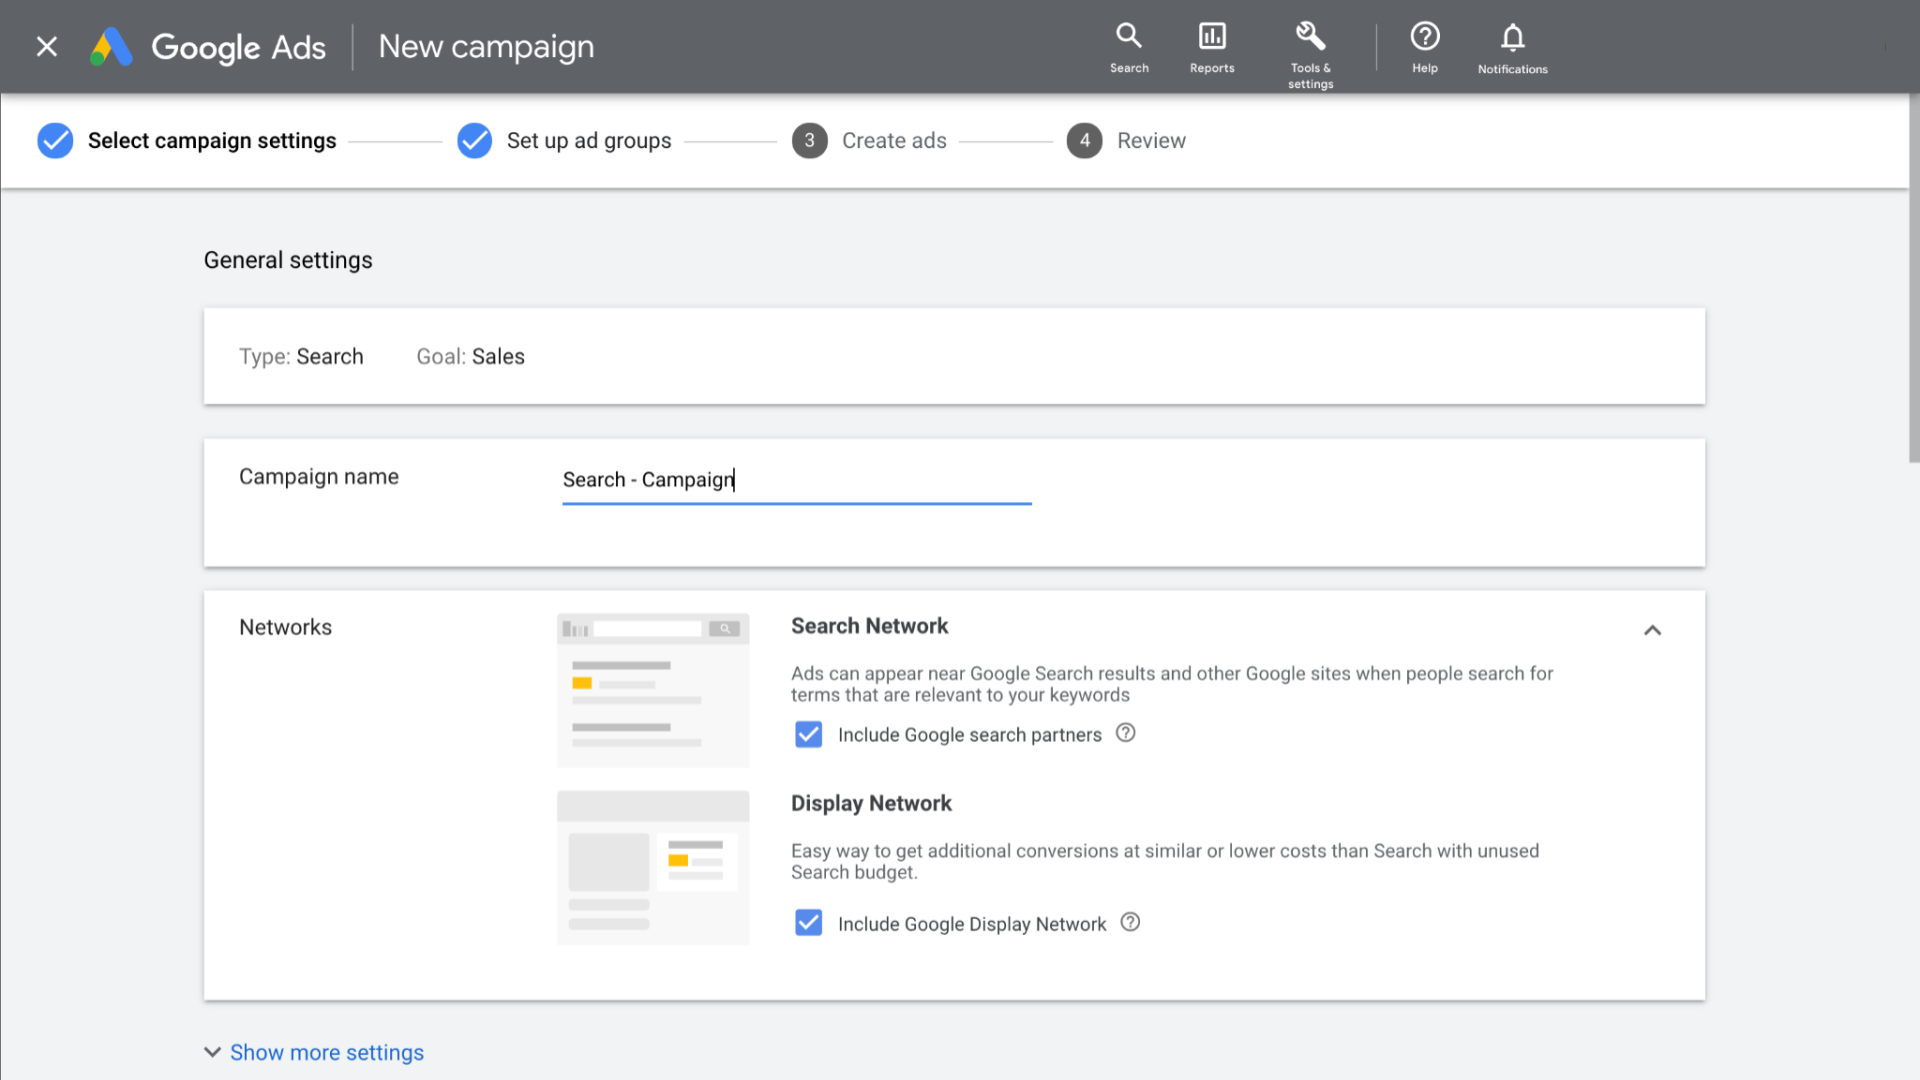 Google Ads
New campaign
Search
Reports
Tools &
settings
Help
Notifications
Select campaign settings
Set up ad groups
3
Create ads
4
Review
General settings
Type: Search
Goal: Sales
Campaign name
Search - Campaign
Networks
Search Network
Ads can appear near Google Search results and other Google sites when people search for
terms that are relevant to your keywords
Include Google search partners
Display Network
Easy way to get additional conversions at similar or lower costs than Search with unused
Search budget.
Include Google Display Network
Show more settings